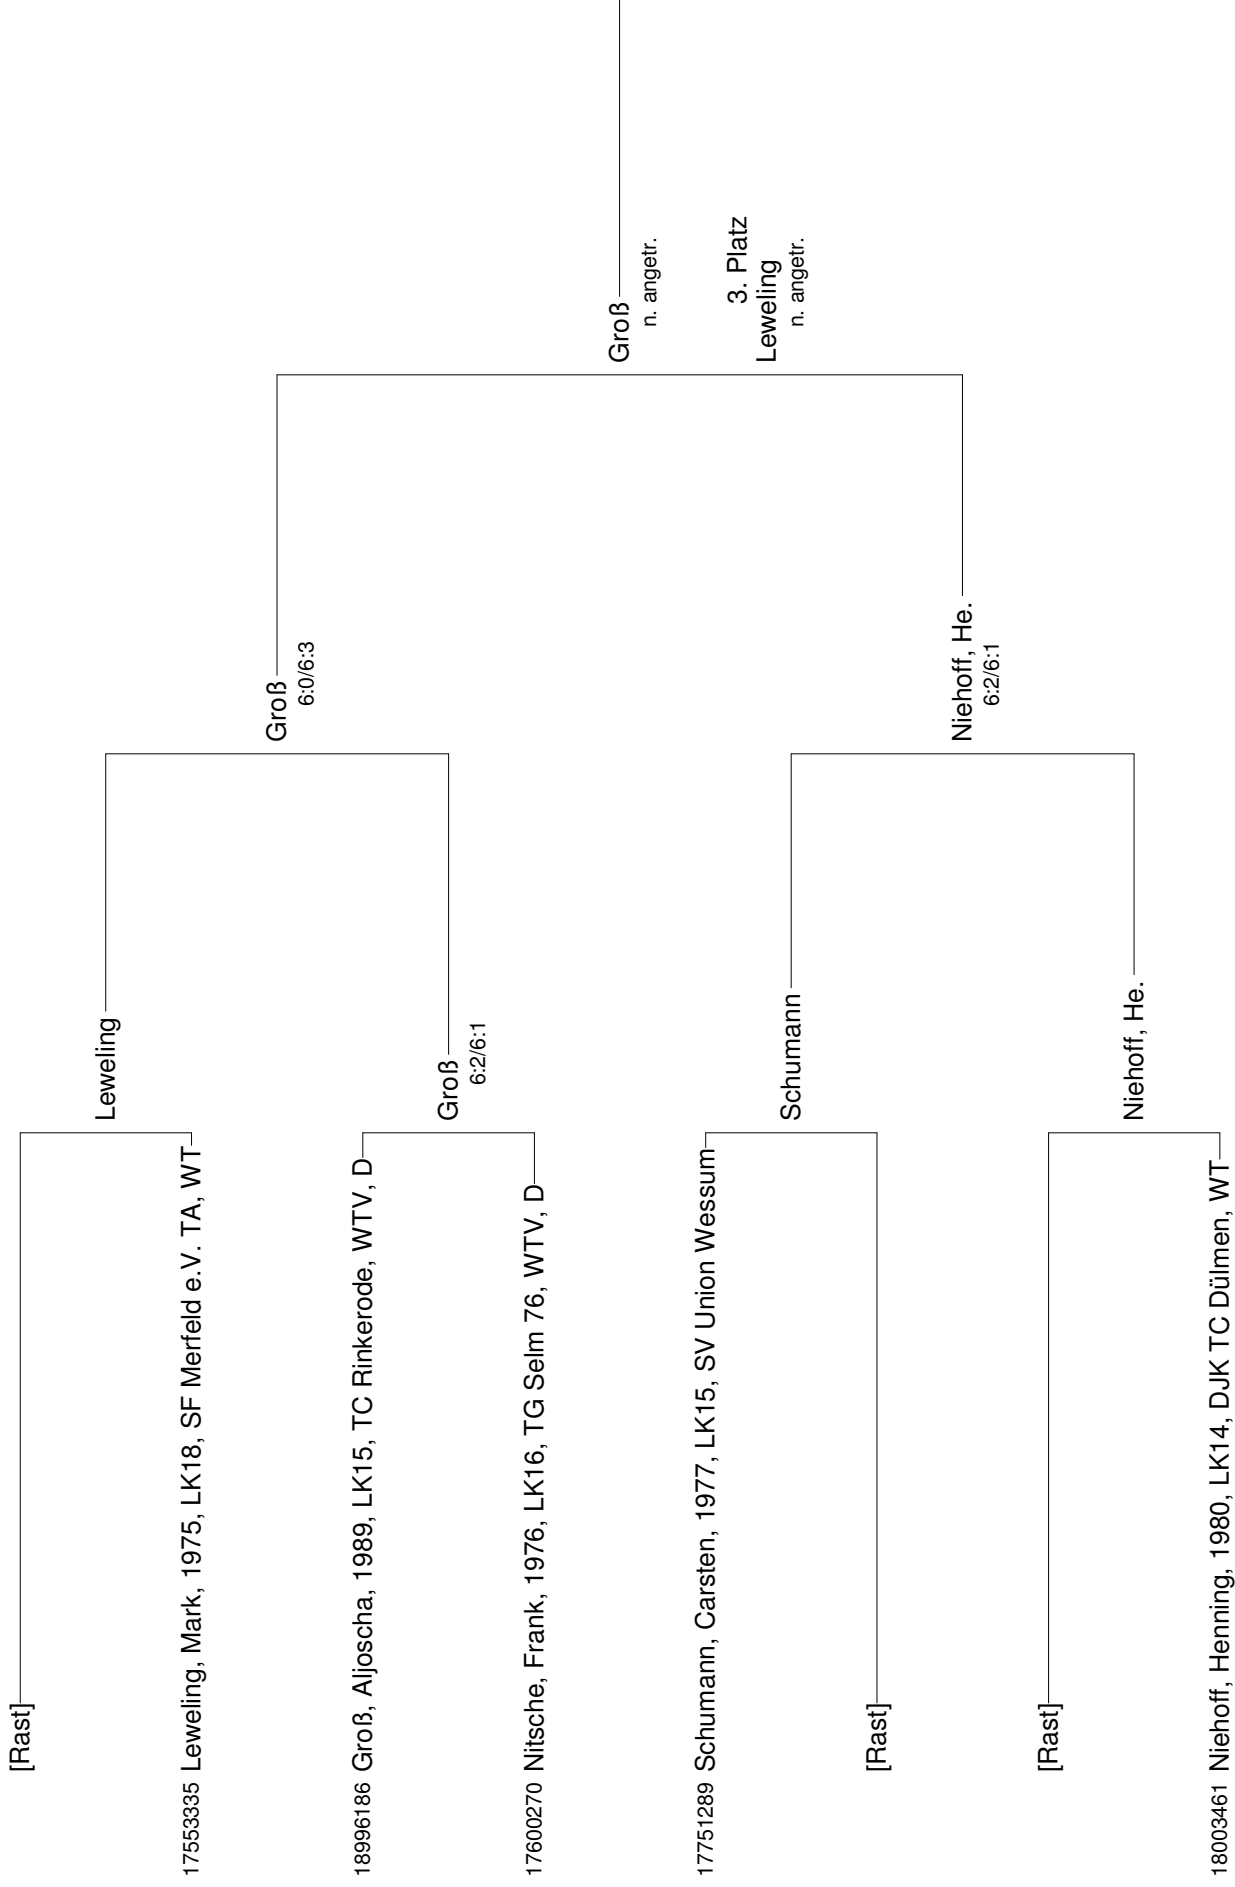 [Rast]
17553335 Leweling, Mark, 1975, LK18, SF Merfeld e.V. TA, WT
18996186 Groß, Aljoscha, 1989, LK15, TC Rinkerode, WTV, D
17600270 Nitsche, Frank, 1976, LK16, TG Selm 76, WTV, D
17751289 Schumann, Carsten, 1977, LK15, SV Union Wessum
[Rast]
[Rast]
18003461 Niehoff, Henning, 1980, LK14, DJK TC Dülmen, WT
Leweling
Groß
6:2/6:1
Schumann
Niehoff, He.
Groß
6:0/6:3
Niehoff, He.
6:2/6:1
Groß
n. angetr.
3. Platz
Leweling
n. angetr.